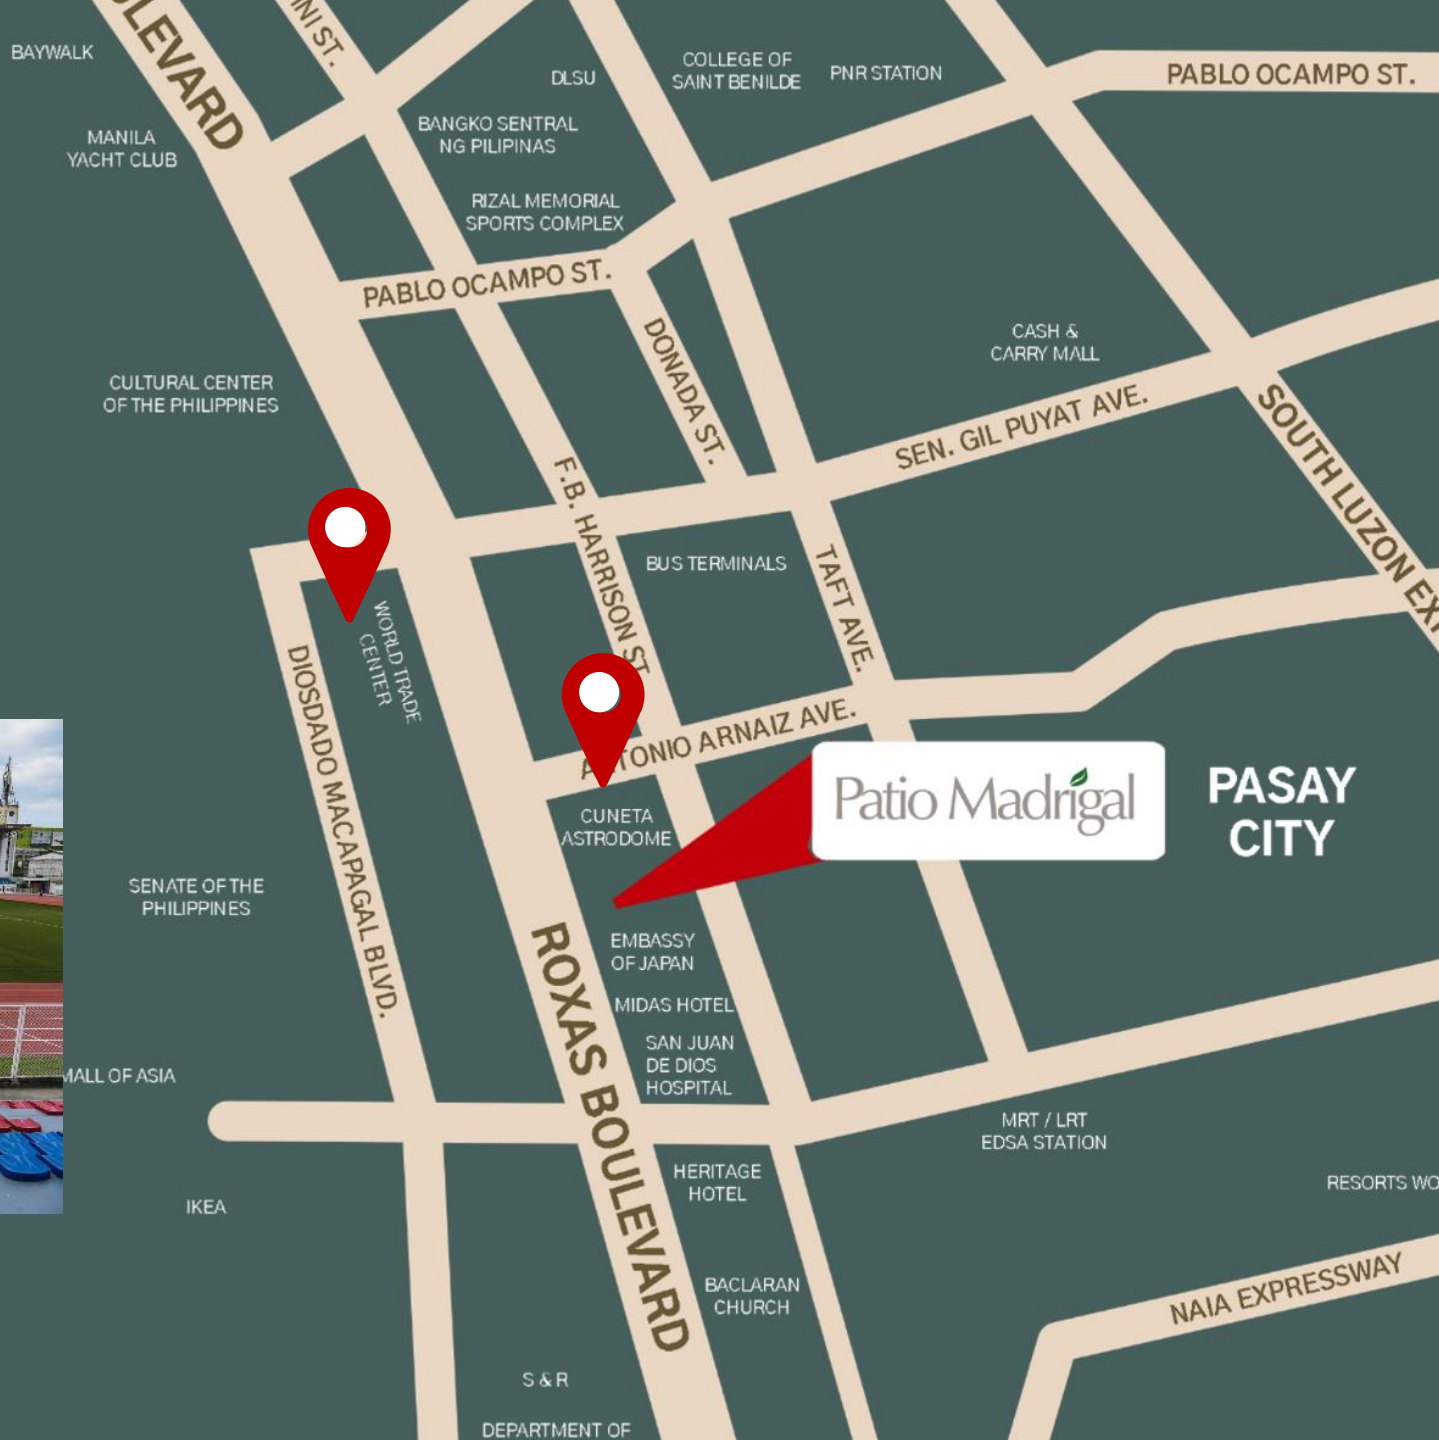 BAYWALK
MANILA
YACHT CLUB
DLSU
COLLEGE OF
SAINT BENILDE
PNR STATION
PABLO OCAMPO ST.
BANGKO SENTRAL
NG PILIPINAS
RIZAL MEMORIAL
SPORTS COMPLEX
PABLO OCAMPO ST.
DONADA ST.
CASH &
CARRY MALL
CULTURAL CENTER
OF THE PHILIPPINES
SEN. GIL PUYAT AVE.
F.B. HARRISON ST
BUS TERMINALS
TAFT AVE.
WORLD TRADE
CENTER
DIOSDADO MACAPAGAL BLVD.
TONIO ARNAIZ AVE.
Patio Madrigal
PASAY
CITY
CUNETA
ASTRODOME
SENATE OF THE
PHILIPPINES
EMBASSY
OF JAPAN
MIDAS HOTEL
SAN JUAN
DE DIOS
HOSPITAL
ROXAS BOULEVARD
MALL OF ASIA
MRT / LRT
EDSA STATION
HERITAGE
HOTEL
IKEA
RESORTS WO
BACLARAN
CHURCH
NAIA EXPRESSWAY
S & R
DEPARTMENT OF
SOUTH LUZON EX
ULEVARD
NI ST.